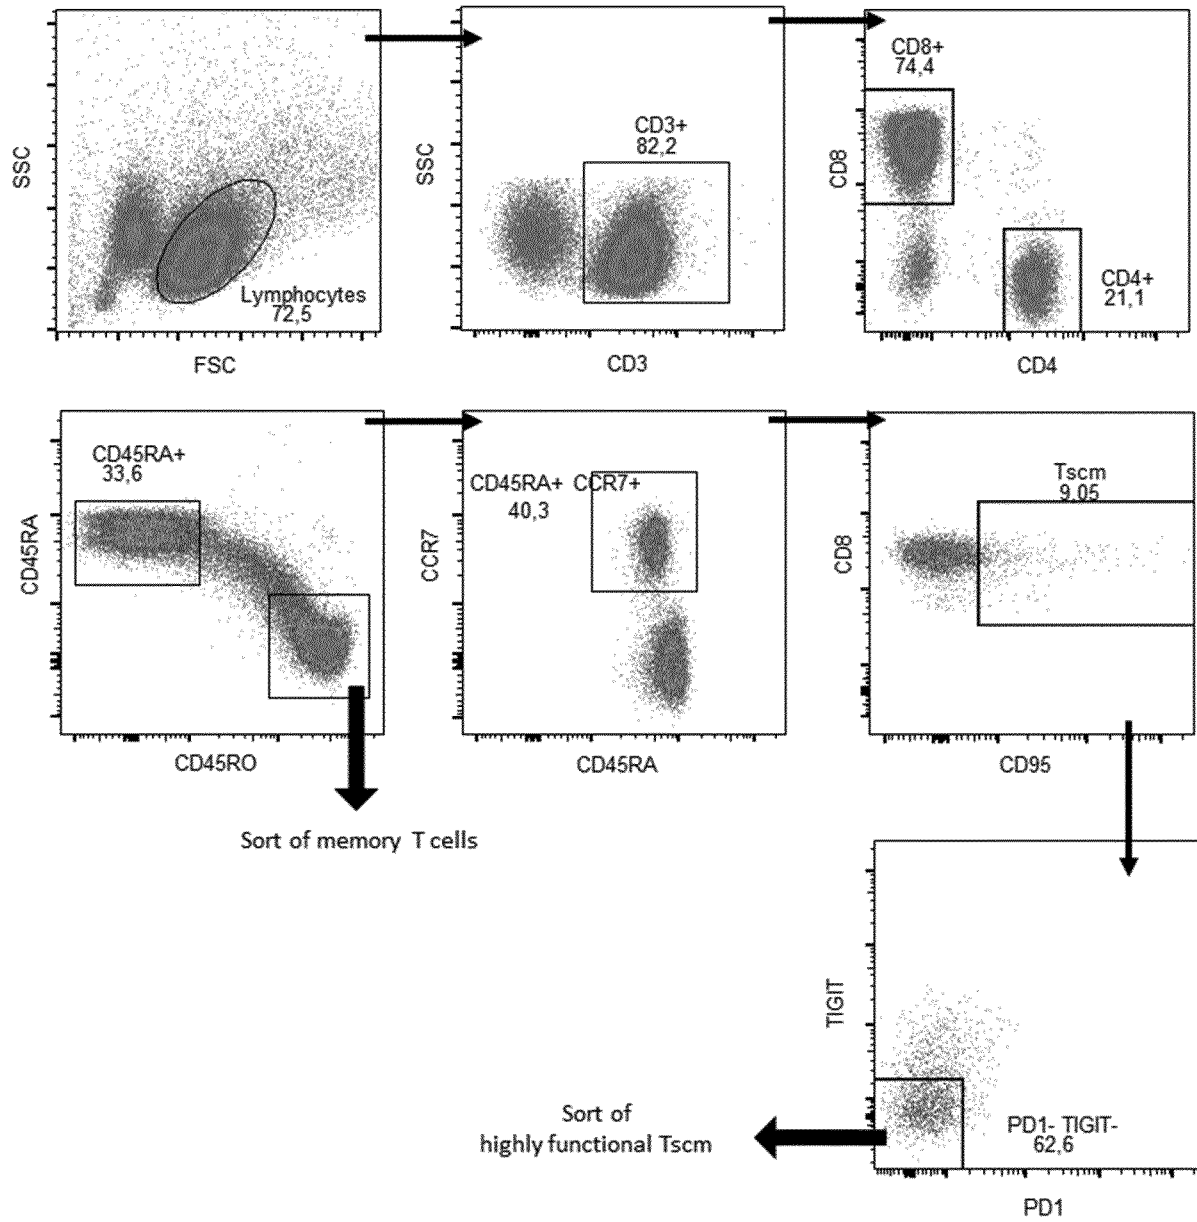 SSC
Lymphocytes
72,5
FSC
SSC
CD3+
82,2
CD3
CD8+
74,4
CD8
CD4+
21,1
CD4
CD45RA+
33,6
CD45RA
CD45RO
CD45RA+ CCR7+
40,3
CCR7
CD45RA
Tscm
9,05
CD8
CD95
Sort of memory T cells
TIGIT
PD1- TIGIT-
62,6
PD1
Sort of
highly functional Tscm